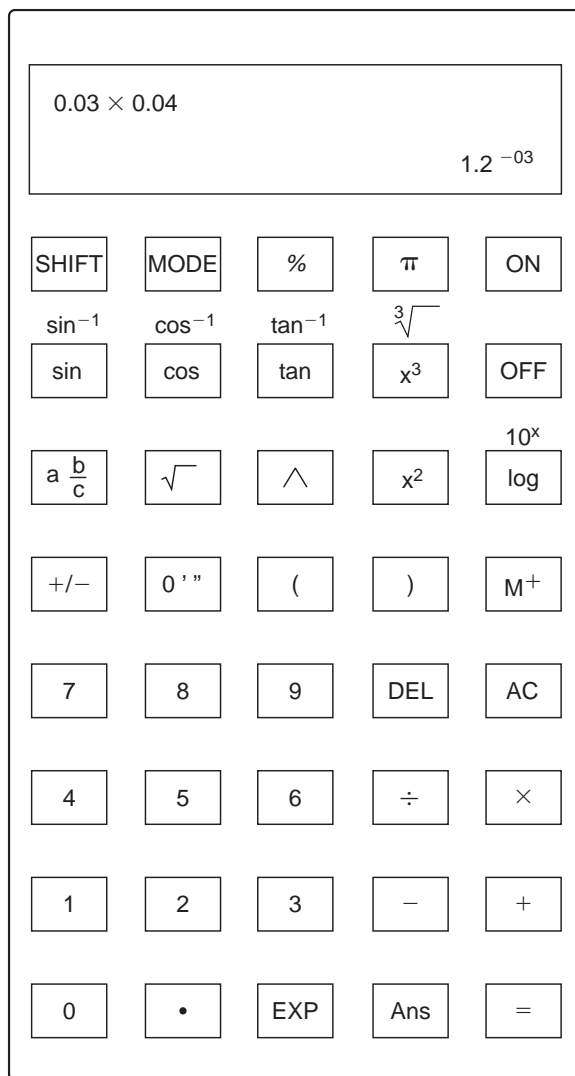 0.03 × 0.04
1.2 ⁻⁰³
SHIFT MODE % π ON
sin⁻¹ cos⁻¹ tan⁻¹ ³√
sin cos tan x³ OFF
10ˣ
a b/c √ ∧ x² log
+/− 0 ’ ” ( ) M⁺
7 8 9 DEL AC
4 5 6 ÷ ×
1 2 3 − +
0 • EXP Ans =